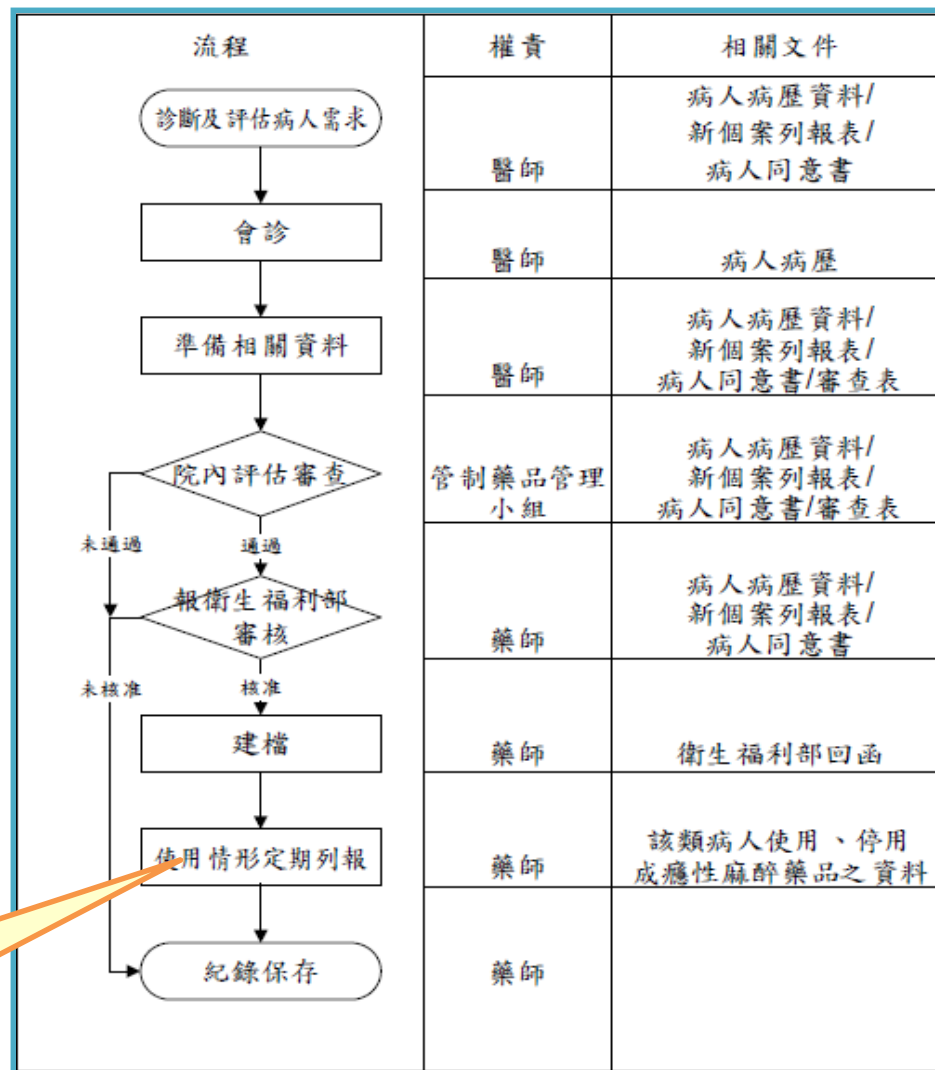 流程
權責
相關文件
診斷及評估病人需求
醫師
病人病歷資料/
新個案列報表/
病人同意書
會診
醫師
病人病歷
準備相關資料
醫師
病人病歷資料/
新個案列報表/
病人同意書/審查表
院內評估審查
管制藥品管理
小組
病人病歷資料/
新個案列報表/
病人同意書/審查表
未通過
通過
報衛生福利部
審核
藥師
病人病歷資料/
新個案列報表/
病人同意書
未核准
核准
建檔
藥師
衛生福利部回函
使用情形定期列報
藥師
該類病人使用、停用
成癮性麻醉藥品之資料
紀錄保存
藥師